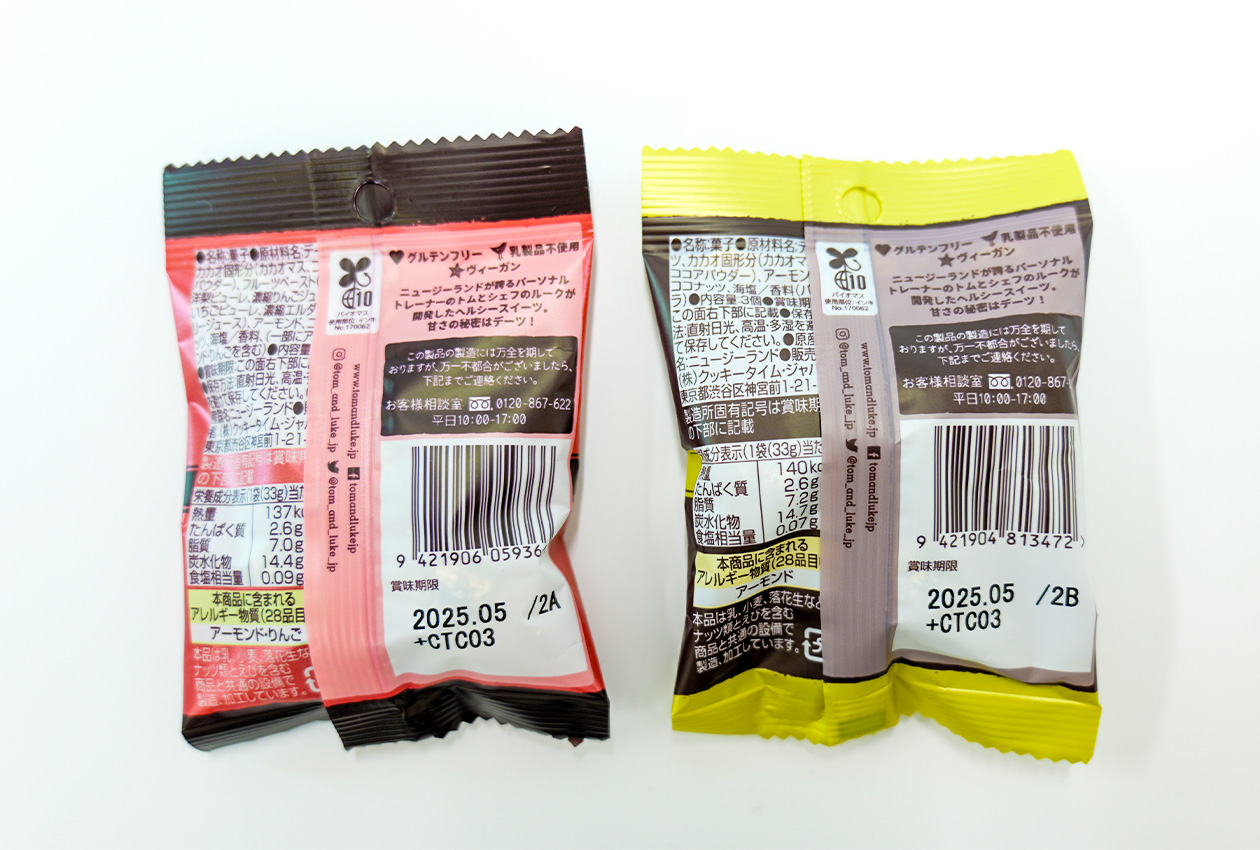 ●名称:菓子●原材料名:デー
カカオ固形分(カカオマス、コ
パウダー)、フルーツペースト(
洋梨ピューレ、濃縮りんごジュ
いちごピューレ、濃縮エルダ
ージュース)、アーモンド、コ
海塩／香料、(一部にア
ンド・りんごを含む)●内容量
●賞味期限:この面右下部に
●保存方法:直射日光、高温・
けて保存してください。
国名:ニュージーランド●
者:(株)クッキータイム・ジャパ
東京都渋谷区神宮前1-21-
製造所固有記号は賞味期
の下部に記載
栄養成分表示(1袋(33g)当た
熱量 137kc
たんぱく質 2.6g
脂質 7.0g
炭水化物 14.4g
食塩相当量 0.09g
本商品に含まれる
アレルギー物質(28品目
アーモンド・りんご
本品は乳、小麦、落花生な
ナッツ類とえびを含む
商品と共通の設備で
製造、加工しています。
10
バイオマス
使用部位:インキ
No.170062
@tom_and_luke_jp @tom_and_luke_jp
www.tomandluke.jp tomandlukejp
グルテンフリー 乳製品不使用
ヴィーガン
ニュージーランドが誇るパーソナル
トレーナーのトムとシェフのルークが
開発したヘルシースイーツ。
甘さの秘密はデーツ！
この製品の製造には万全を期して
おりますが、万一不都合がございましたら、
下記までご連絡ください。
お客様相談室 0120-867-622
平日10:00-17:00
9 421906 05936
賞味期限
2025.05 /2A
+CTC03
●名称:菓子●原材料名:デー
ツ、カカオ固形分(カカオマ
ココアパウダー)、アーモン
ココナッツ、海塩／香料(バ
ラ)●内容量:3個●賞味期限
この面右下部に記載●保存
法:直射日光、高温・多湿を避
て保存してください。●原産
名:ニュージーランド●販売
(株)クッキータイム・ジャパ
東京都渋谷区神宮前1-21-
製造所固有記号は賞味期
の下部に記載
成分表示(1袋(33g)当た
熱量 140kc
たんぱく質 2.6g
脂質 7.2g
炭水化物 14.7g
食塩相当量 0.07g
本商品に含まれる
アレルギー物質(28品目
アーモンド
本品は乳、小麦、落花生など
ナッツ類とえびを含む
商品と共通の設備で
製造、加工しています。
10
バイオマス
使用部位:インキ
No.170062
@tom_and_luke_jp @tom_and_luke_jp
www.tomandluke.jp tomandlukejp
グルテンフリー 乳製品不使用
ヴィーガン
ニュージーランドが誇るパーソナル
トレーナーのトムとシェフのルークが
開発したヘルシースイーツ。
甘さの秘密はデーツ！
この製品の製造には万全を期して
おりますが、万一不都合がございましたら、
下記までご連絡ください。
お客様相談室 0120-867-
平日10:00-17:00
9 421904 813472 >
賞味期限
2025.05 /2B
+CTC03